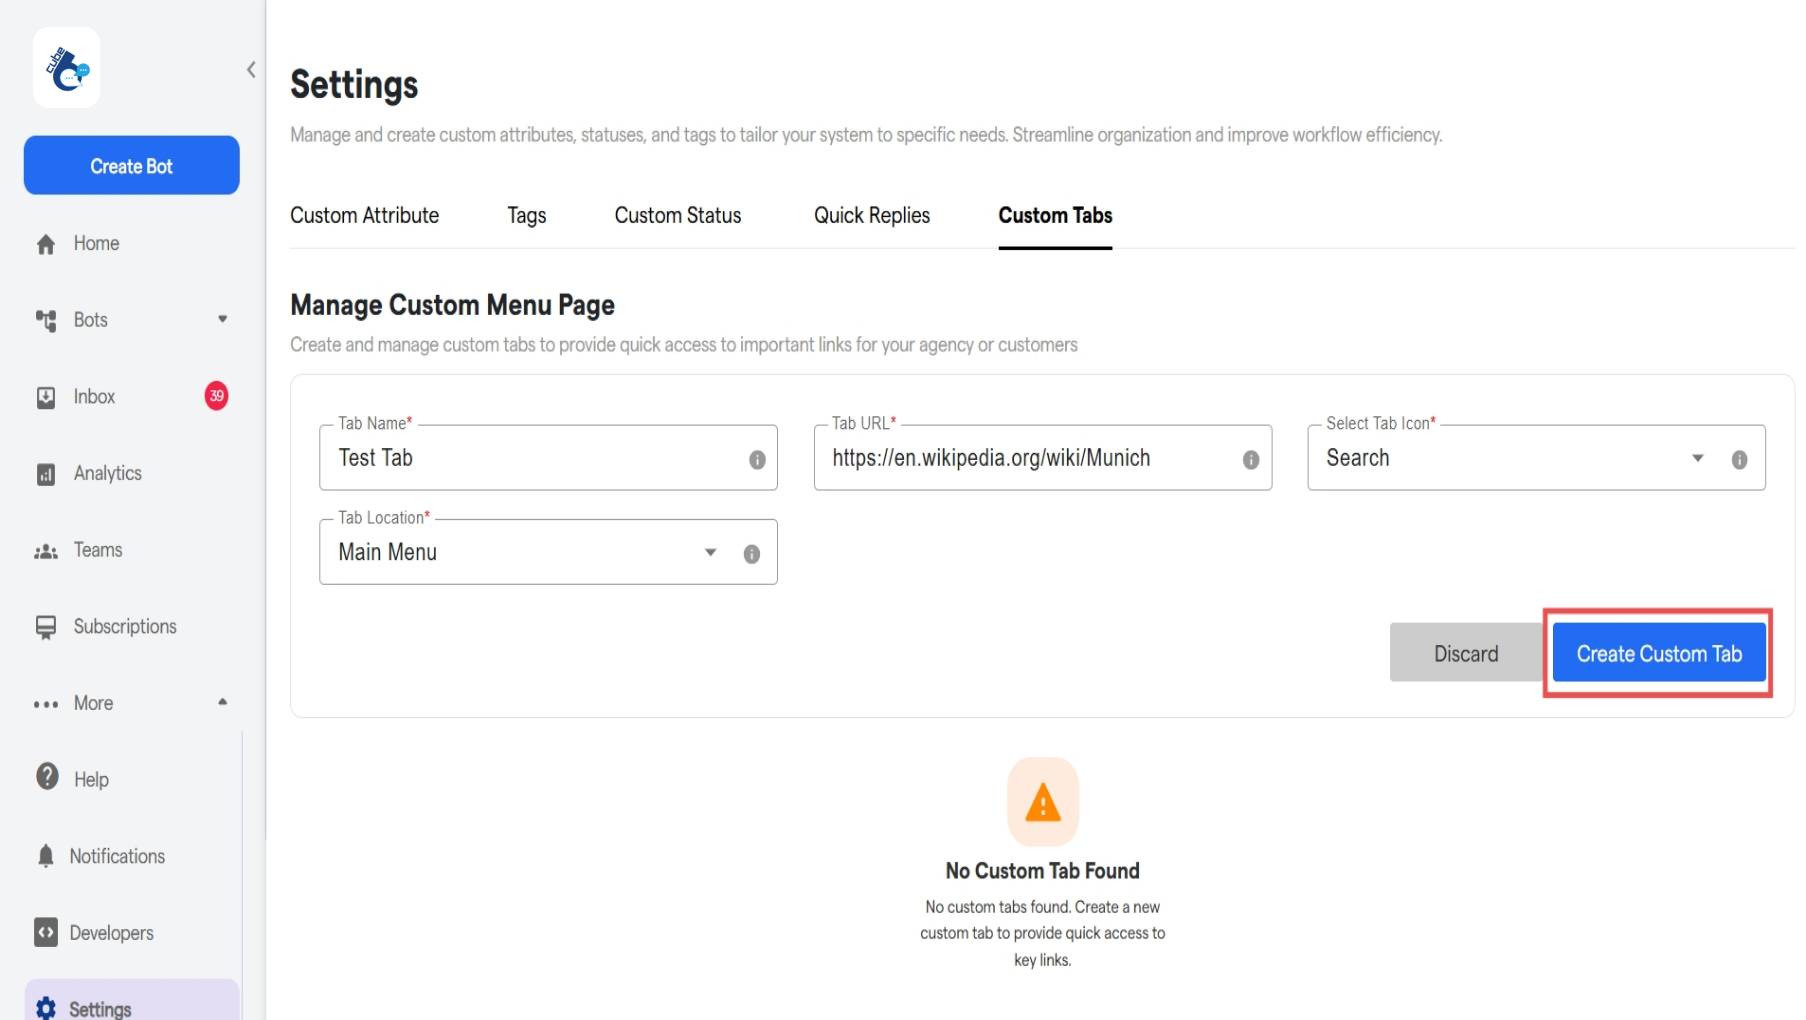 cube
Create Bot
Home
Bots
Inbox
39
Analytics
Teams
Subscriptions
More
Help
Notifications
Developers
Settings
Settings
Manage and create custom attributes, statuses, and tags to tailor your system to specific needs. Streamline organization and improve workflow efficiency.
Custom Attribute
Tags
Custom Status
Quick Replies
Custom Tabs
Manage Custom Menu Page
Create and manage custom tabs to provide quick access to important links for your agency or customers
Tab Name*
Test Tab
Tab URL*
https://en.wikipedia.org/wiki/Munich
Select Tab Icon*
Search
Tab Location*
Main Menu
Discard
Create Custom Tab
No Custom Tab Found
No custom tabs found. Create a new
custom tab to provide quick access to
key links.